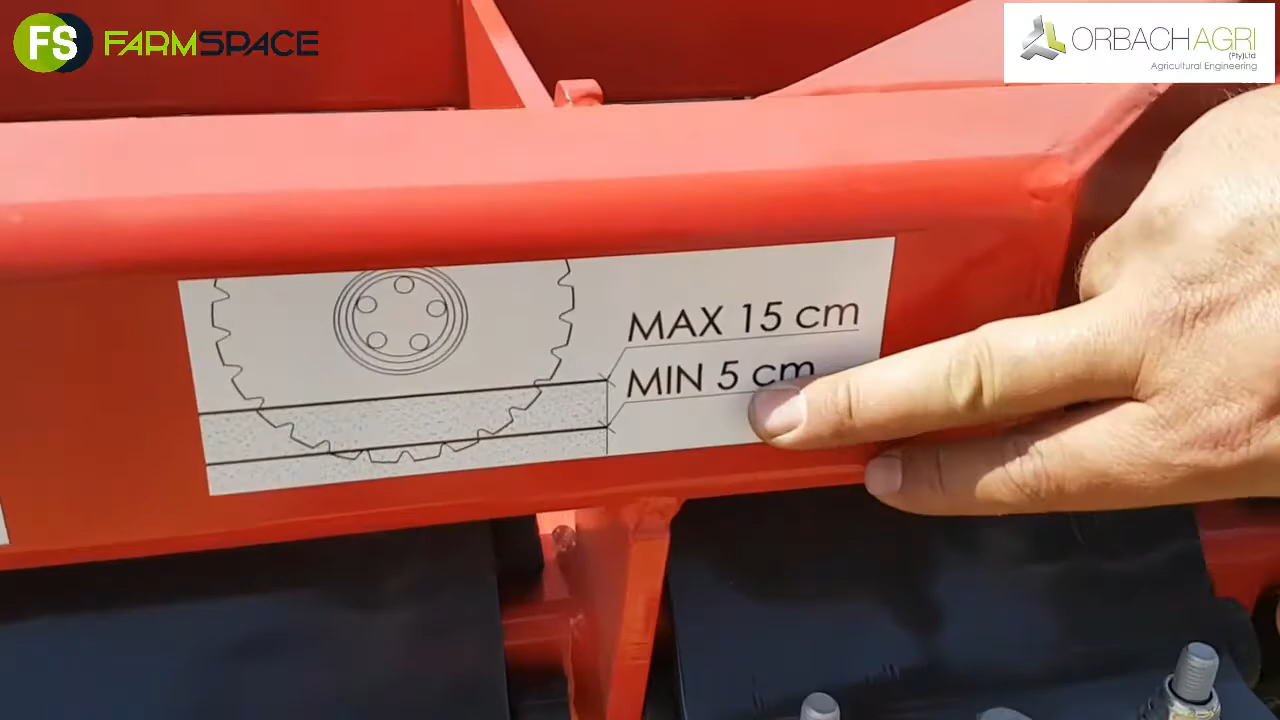 FS FARMSPACE
ORBACHAGRI
(Pty)Ltd
Agricultural Engineering
MAX 15 cm
MIN 5 cm